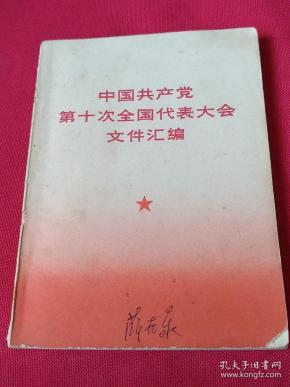 中国共产党
第十次全国代表大会
文件汇编
孔夫子旧书网